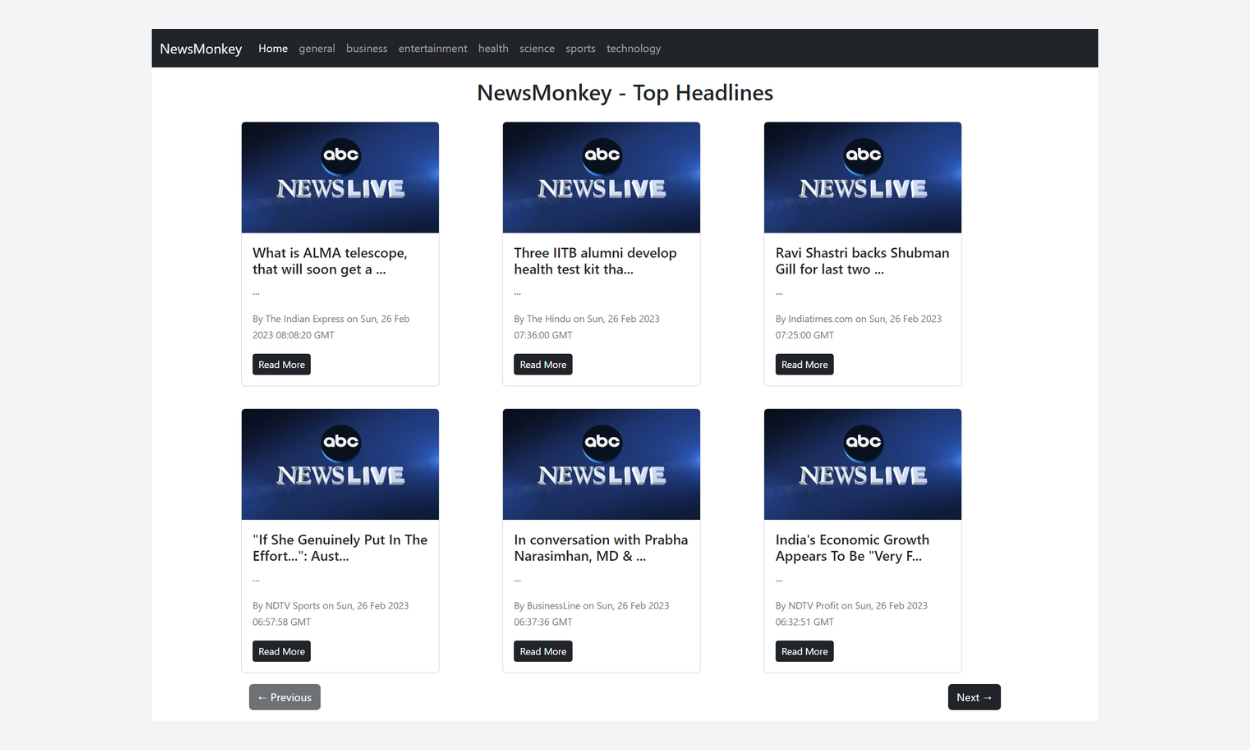 NewsMonkey Home general business entertainment health science sports technology
NewsMonkey - Top Headlines
abc
NEWSLIVE
What is ALMA telescope,
that will soon get a ...
...
By The Indian Express on Sun, 26 Feb
2023 08:08:20 GMT
Read More
abc
NEWSLIVE
Three IITB alumni develop
health test kit tha...
...
By The Hindu on Sun, 26 Feb 2023
07:36:00 GMT
Read More
abc
NEWSLIVE
Ravi Shastri backs Shubman
Gill for last two ...
...
By Indiatimes.com on Sun, 26 Feb 2023
07:25:00 GMT
Read More
abc
NEWSLIVE
"If She Genuinely Put In The
Effort...": Aust...
...
By NDTV Sports on Sun, 26 Feb 2023
06:57:58 GMT
Read More
abc
NEWSLIVE
In conversation with Prabha
Narasimhan, MD & ...
...
By BusinessLine on Sun, 26 Feb 2023
06:37:36 GMT
Read More
abc
NEWSLIVE
India's Economic Growth
Appears To Be "Very F...
...
By NDTV Profit on Sun, 26 Feb 2023
06:32:51 GMT
Read More
← Previous
Next →